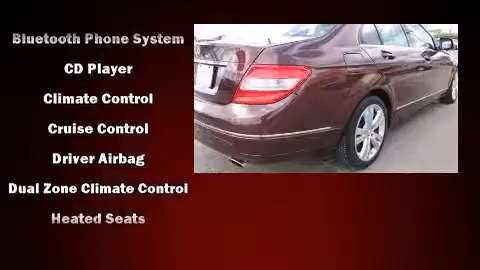 Bluetooth Phone System
CD Player
Climate Control
Cruise Control
Driver Airbag
Dual Zone Climate Control
Heated Seats